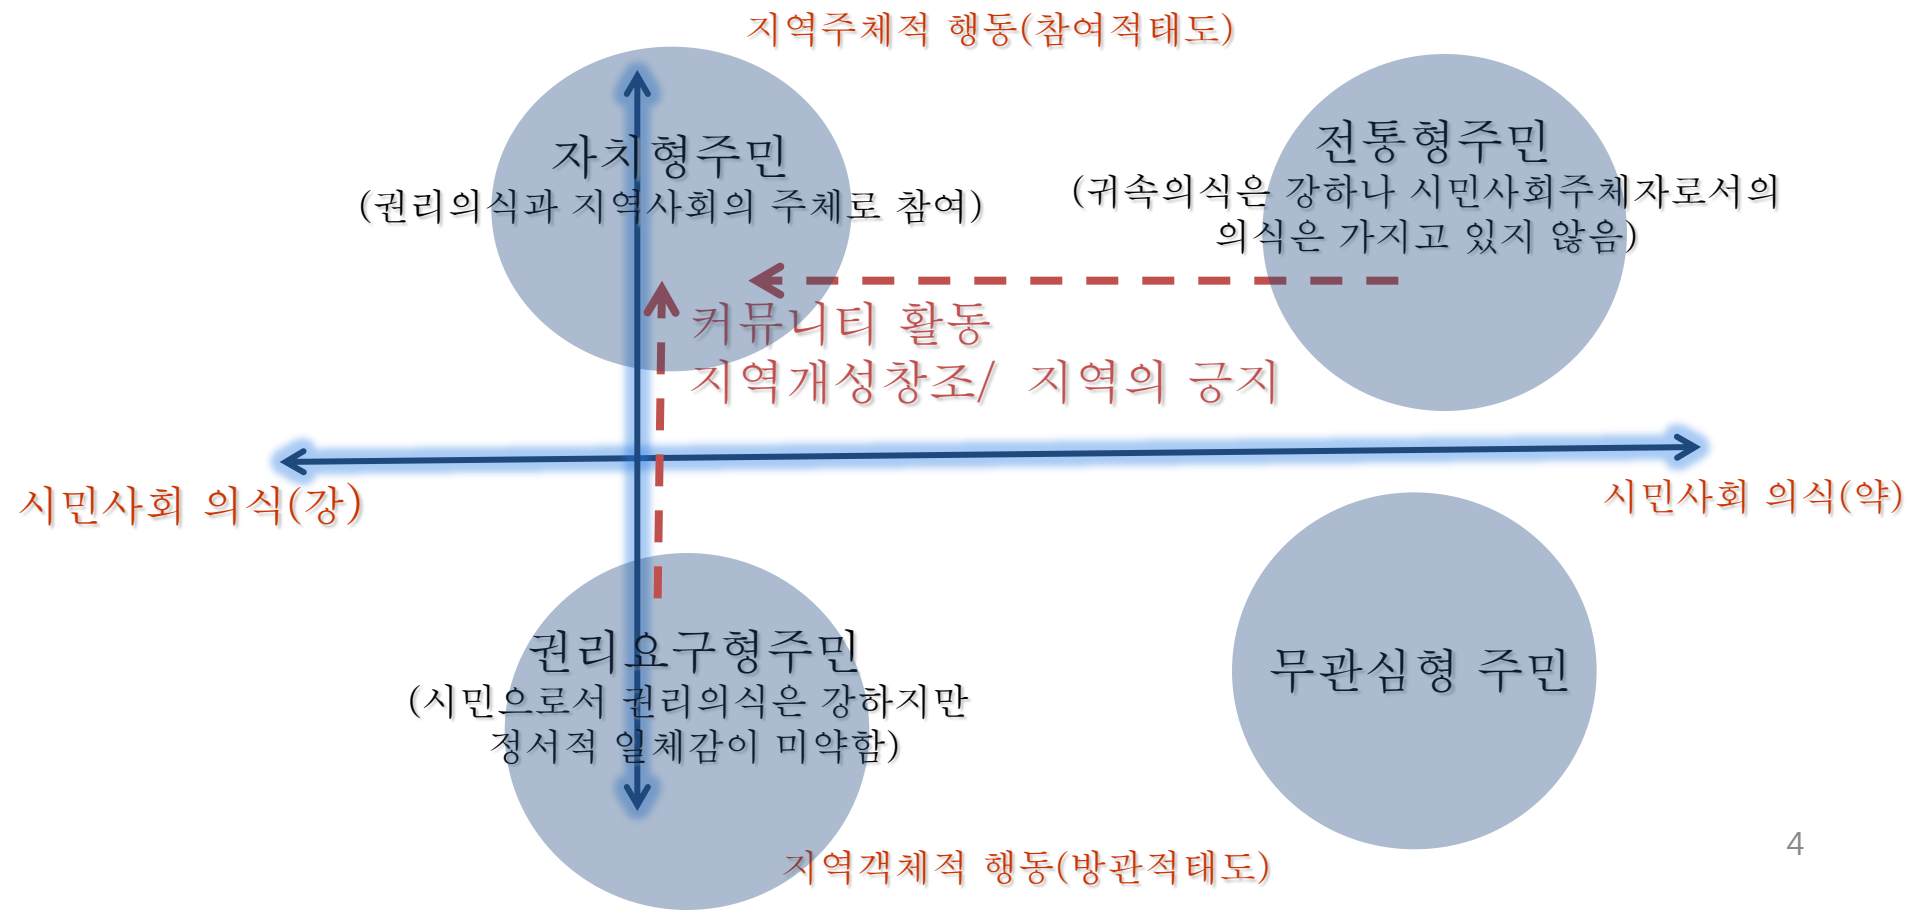 지역주체적 행동(참여적태도)
자치형주민
(권리의식과 지역사회의 주체로 참여)
전통형주민
(귀속의식은 강하나 시민사회주체자로서의
의식은 가지고 있지 않음)
커뮤니티 활동
지역개성창조/ 지역의 긍지
시민사회 의식(강)
시민사회 의식(약)
권리요구형주민
(시민으로서 권리의식은 강하지만
정서적 일체감이 미약함)
무관심형 주민
지역객체적 행동(방관적태도)
4